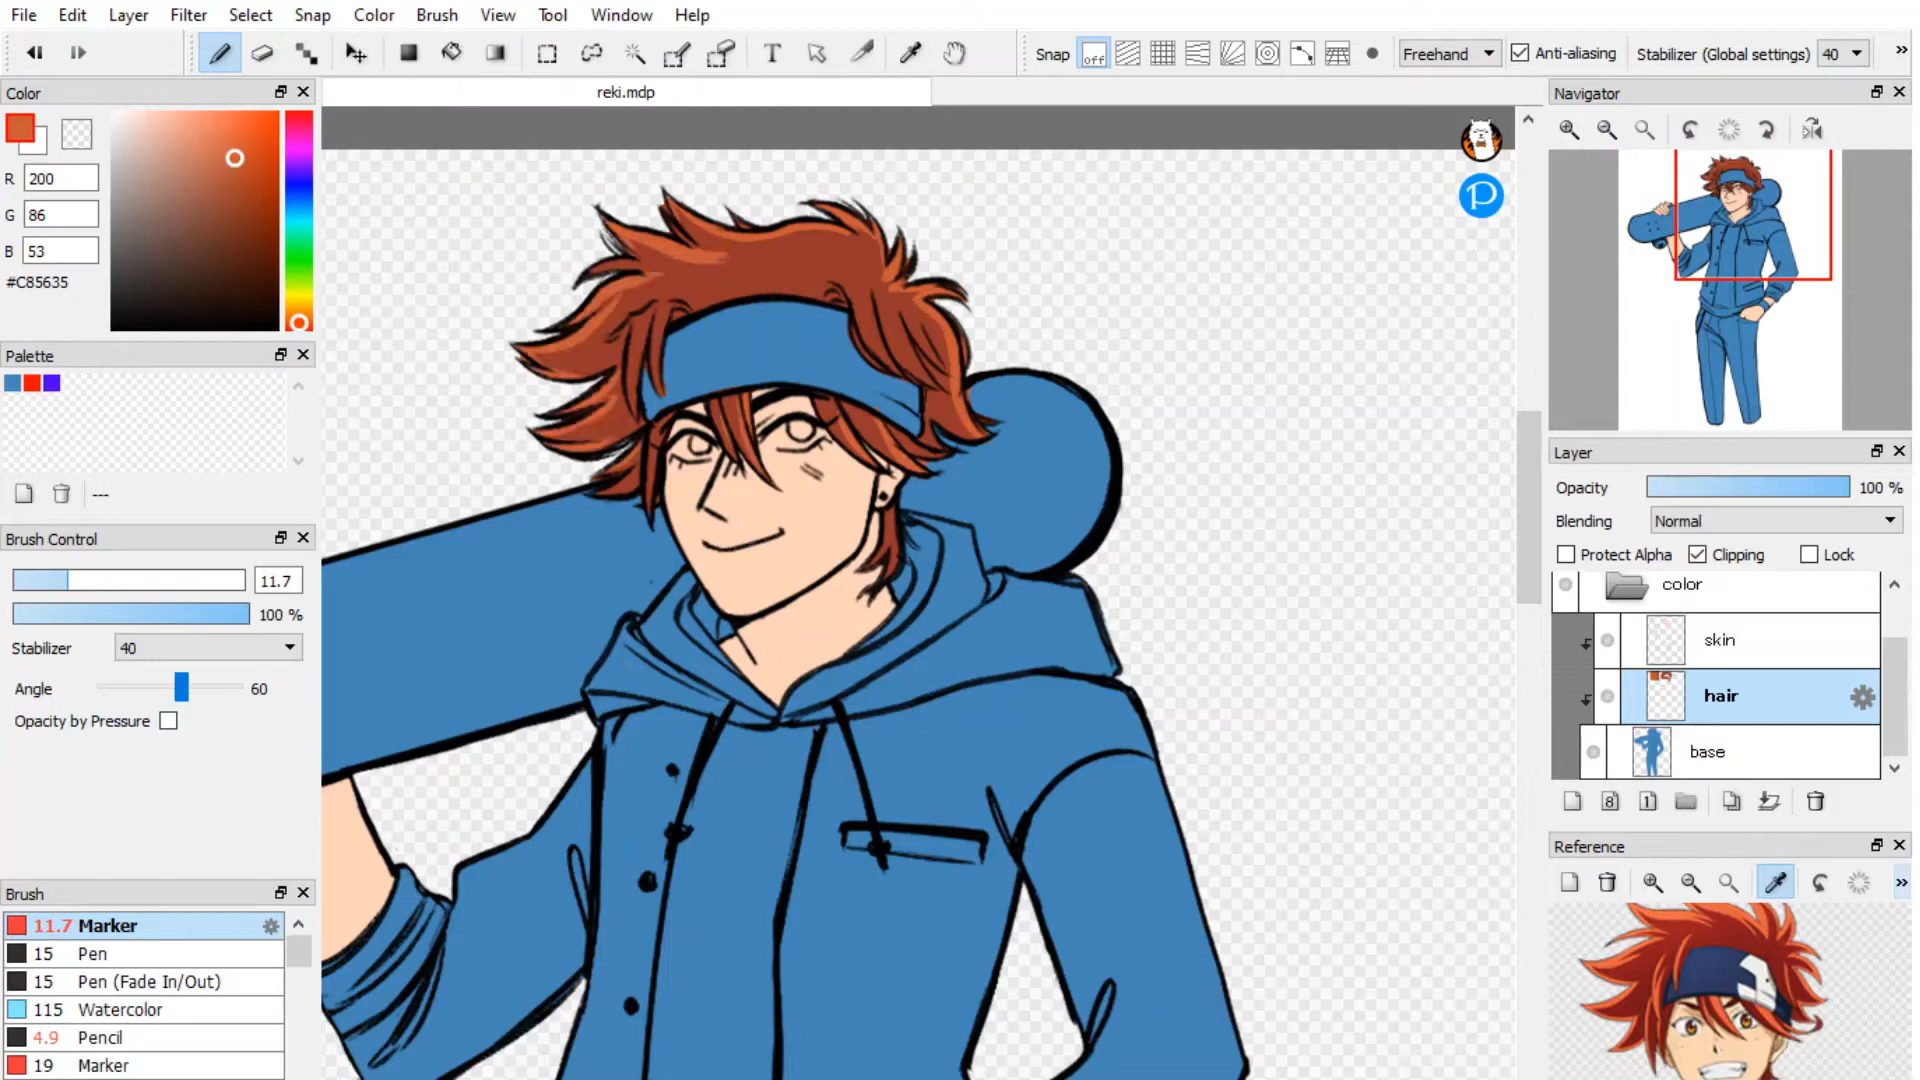 File Edit Layer Filter Select Snap Color Brush View Tool Window Help
Snap off Freehand Anti-aliasing Stabilizer (Global settings) 40 »
Color
reki.mdp
Navigator
R 200
G 86
B 53
#C85635
P
Palette
---
Brush Control
11.7
100 %
Stabilizer 40
Angle 60
Opacity by Pressure
Brush
11.7 Marker
15 Pen
15 Pen (Fade In/Out)
115 Watercolor
4.9 Pencil
19 Marker
Layer
Opacity 100 %
Blending Normal
Protect Alpha Clipping Lock
color
skin
hair
base
8 1
Reference
»